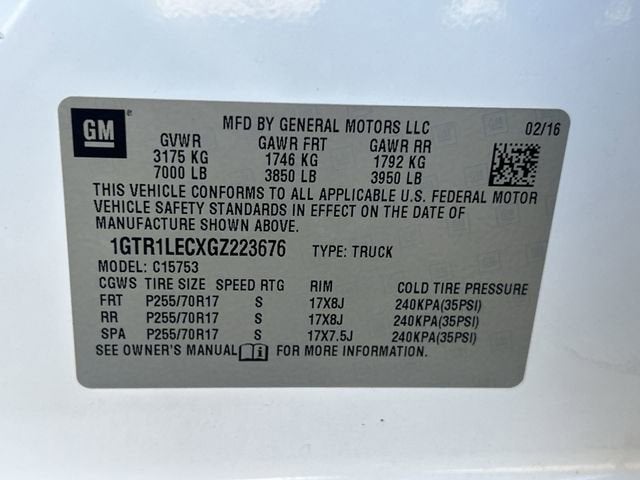 GM
MFD BY GENERAL MOTORS LLC 02/16
GVWR GAWR FRT GAWR RR
3175 KG 1746 KG 1792 KG
7000 LB 3850 LB 3950 LB
THIS VEHICLE CONFORMS TO ALL APPLICABLE U.S. FEDERAL MOTOR
VEHICLE SAFETY STANDARDS IN EFFECT ON THE DATE OF
MANUFACTURE SHOWN ABOVE.
1GTR1LECXGZ223676 TYPE: TRUCK
MODEL: C15753
CGWS TIRE SIZE SPEED RTG RIM COLD TIRE PRESSURE
FRT P255/70R17 S 17X8J 240KPA(35PSI)
RR P255/70R17 S 17X8J 240KPA(35PSI)
SPA P255/70R17 S 17X7.5J 240KPA(35PSI)
SEE OWNER'S MANUAL FOR MORE INFORMATION.